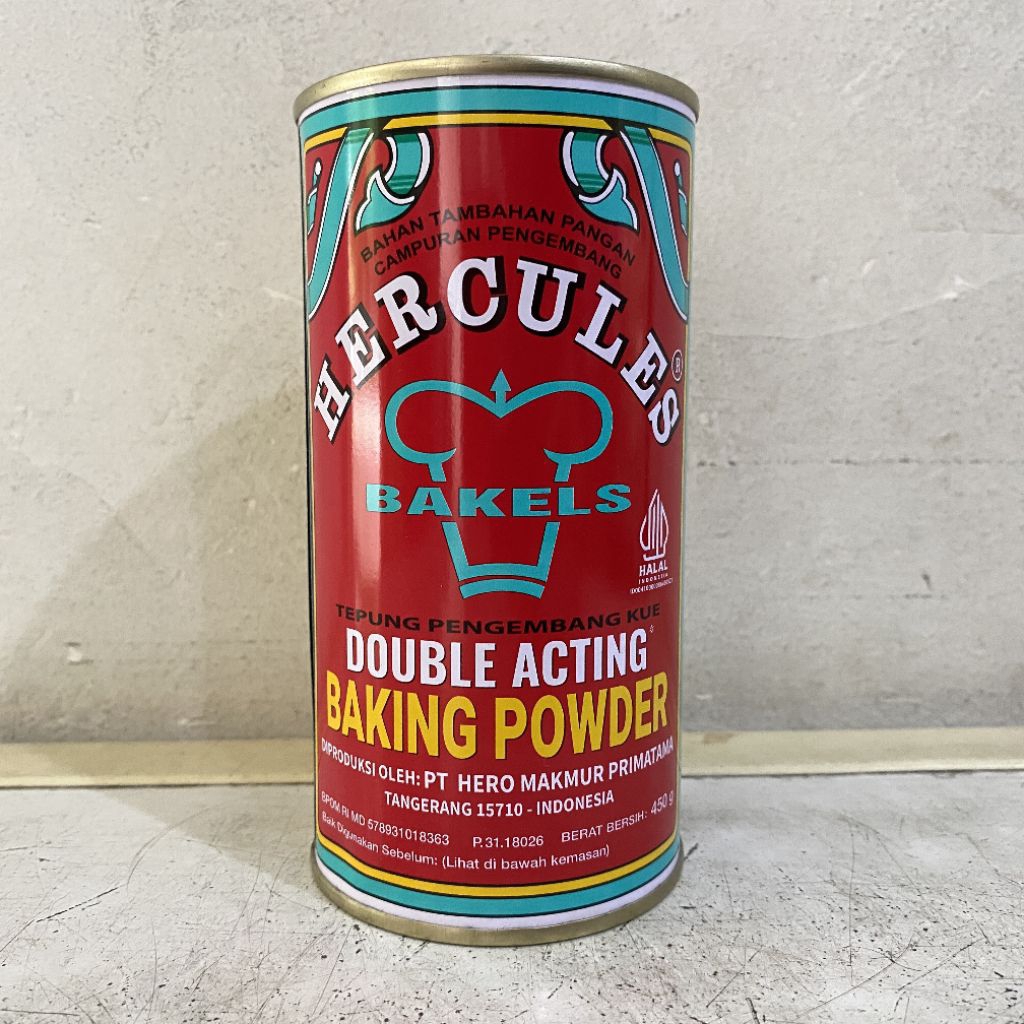 BAHAN TAMBAHAN PANGAN
CAMPURAN PENGEMBANG
HERCULES®
BAKELS
HALAL
INDONESIA
TEPUNG PENGEMBANG KUE
DOUBLE ACTING
BAKING POWDER
DIPRODUKSI OLEH: PT HERO MAKMUR PRIMATAMA
TANGERANG 15710 - INDONESIA
BPOM RI MD 578931018363 P.31.18026 BERAT BERSIH: 450 g
Baik Digunakan Sebelum: (Lihat di bawah kemasan)